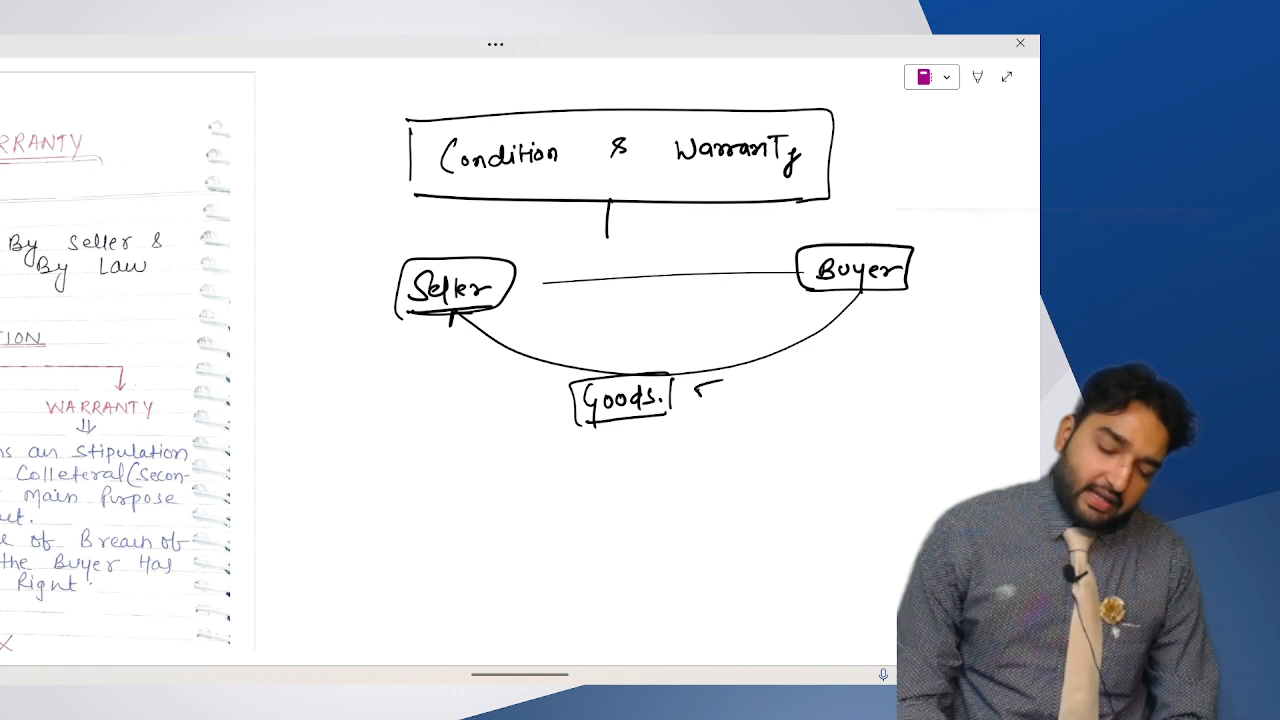 RRANTY
By Seller &
By Law
ION
WARRANTY
an Stipulation
Colleteral (Secon-
Main Purpose
of Breach of
the Buyer Has
Right.
Condition & WarranTy
Seller
Buyer
Goods.